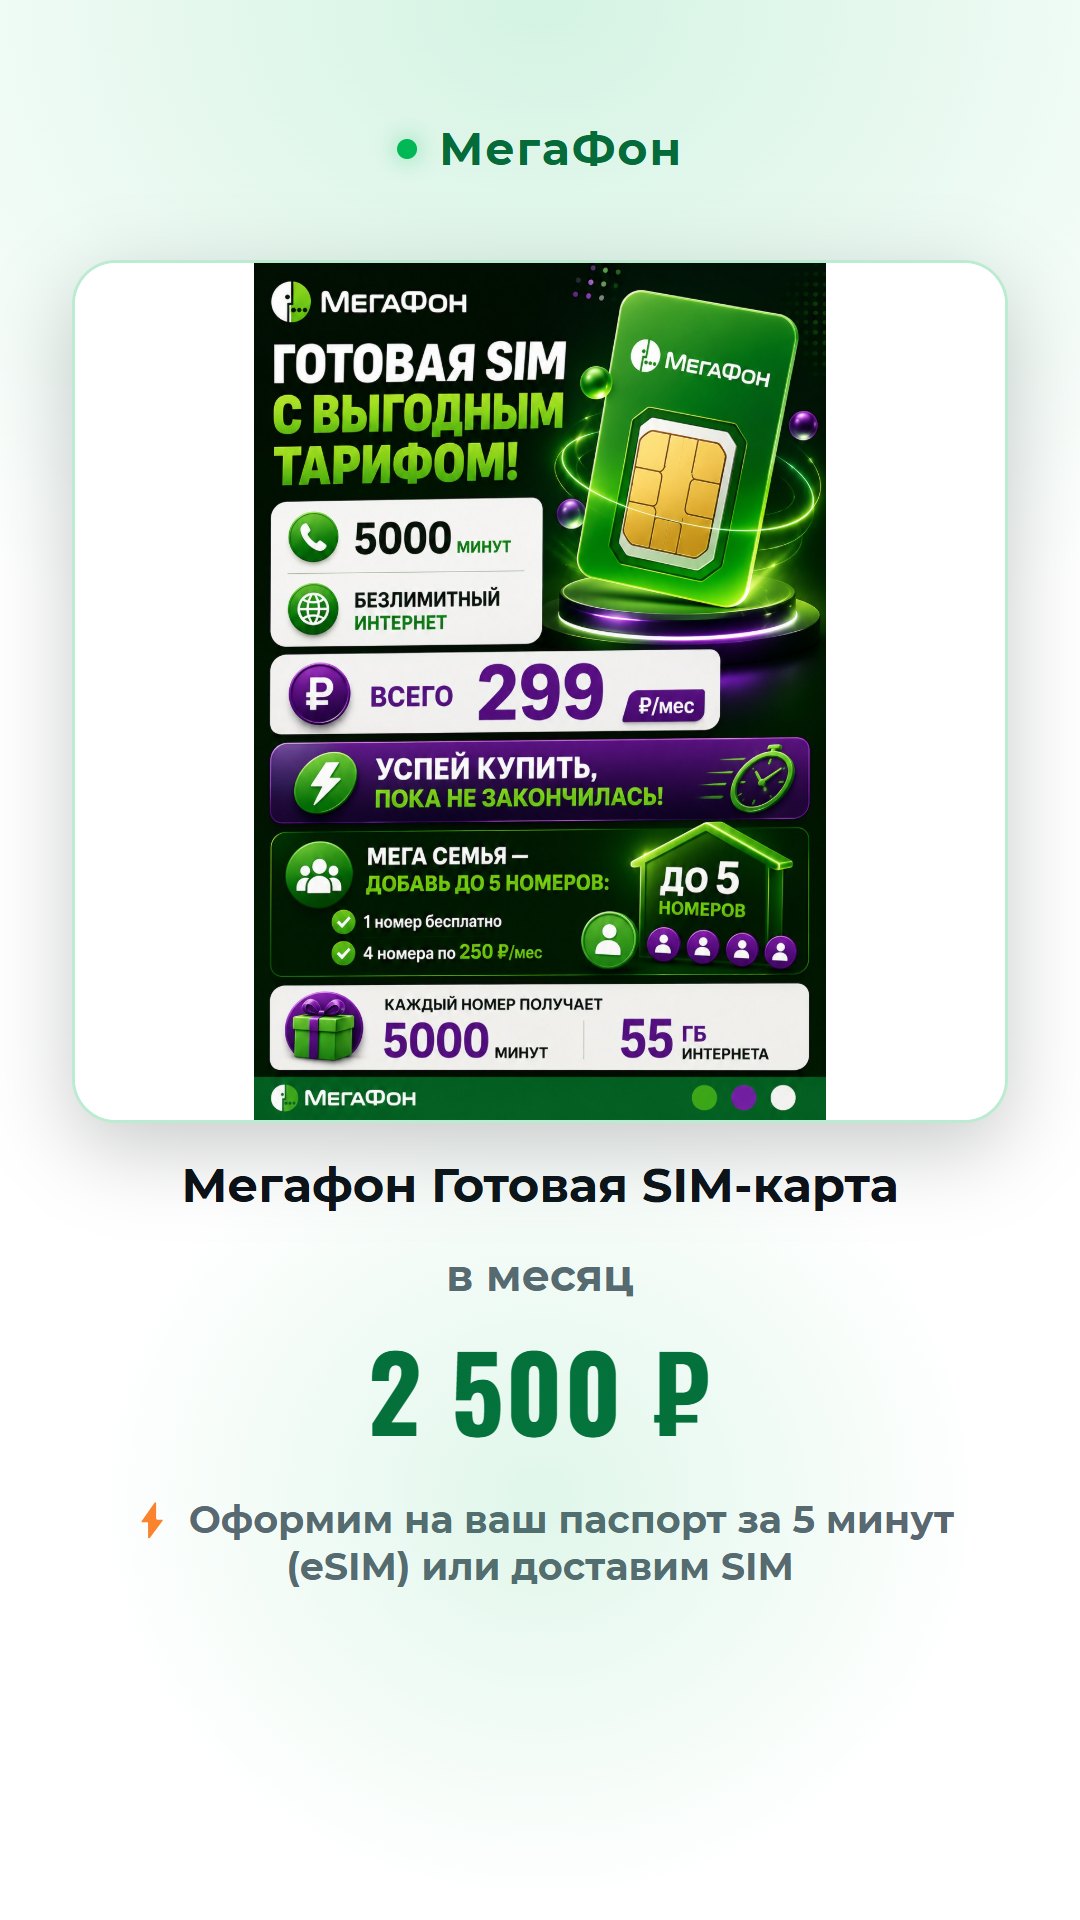 МегаФон
МЕГАФОН
ГОТОВАЯ SIM
С ВЫГОДНЫМ
ТАРИФОМ!
МЕГАФОН
5000 МИНУТ
БЕЗЛИМИТНЫЙ
ИНТЕРНЕТ
ВСЕГО 299 ₽/мес
УСПЕЙ КУПИТЬ,
ПОКА НЕ ЗАКОНЧИЛАСЬ!
МЕГА СЕМЬЯ –
ДОБАВЬ ДО 5 НОМЕРОВ:
1 номер бесплатно
4 номера по 250 ₽/мес
ДО 5
НОМЕРОВ
КАЖДЫЙ НОМЕР ПОЛУЧАЕТ
5000 МИНУТ
55 ГБ
ИНТЕРНЕТА
МЕГАФОН
Мегафон Готовая SIM-карта
в месяц
2 500 ₽
Оформим на ваш паспорт за 5 минут
(eSIM) или доставим SIM